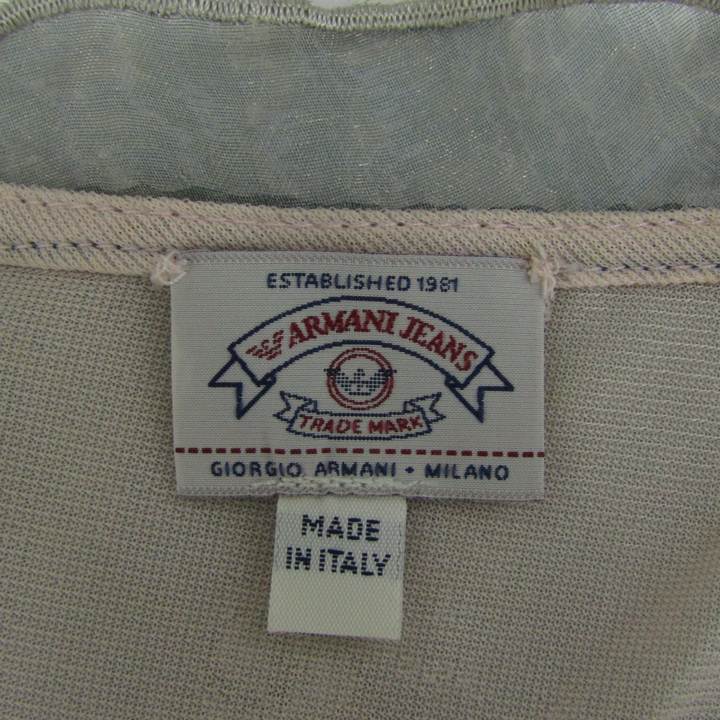 ESTABLISHED 1981
ARMANI JEANS
TRADE MARK
GIORGIO ARMANI • MILANO
MADE
IN ITALY